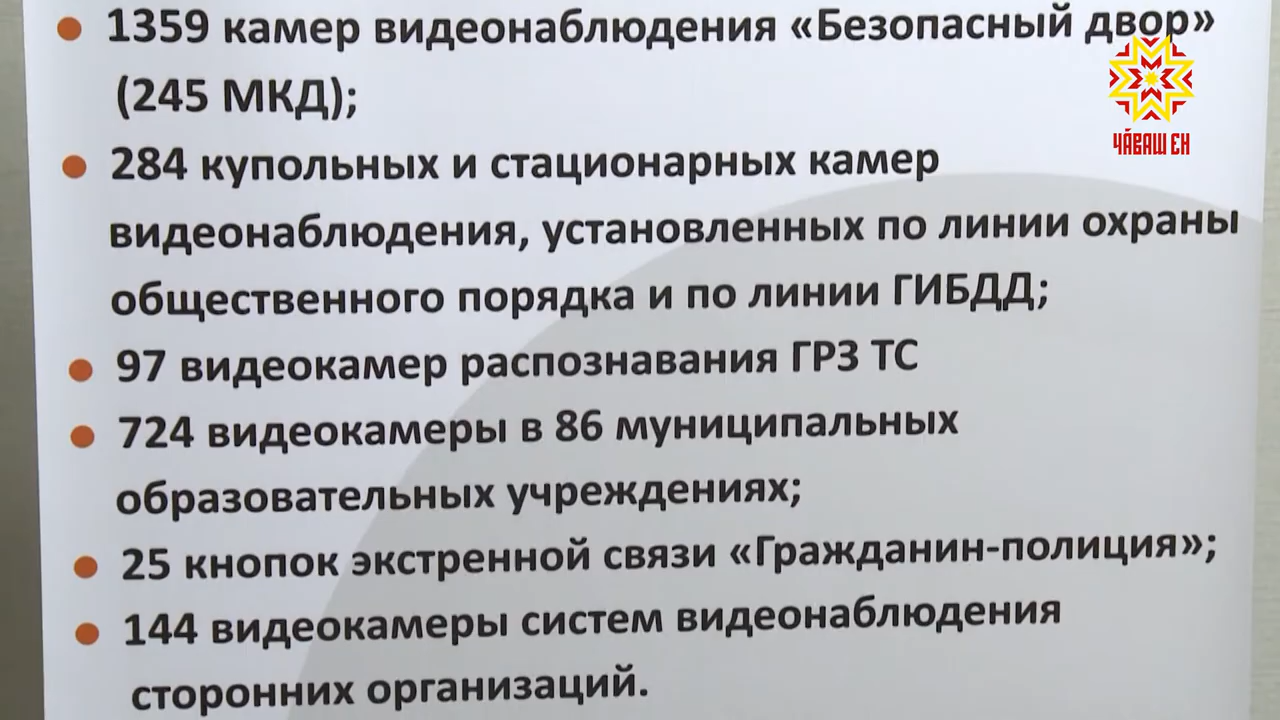 • 1359 камер видеонаблюдения «Безопасный двор»
(245 МКД);
• 284 купольных и стационарных камер
видеонаблюдения, установленных по линии охраны
общественного порядка и по линии ГИБДД;
• 97 видеокамер распознавания ГРЗ ТС
• 724 видеокамеры в 86 муниципальных
образовательных учреждениях;
• 25 кнопок экстренной связи «Гражданин-полиция»;
• 144 видеокамеры систем видеонаблюдения
сторонних организаций.
ЧӐВАШ ЕН